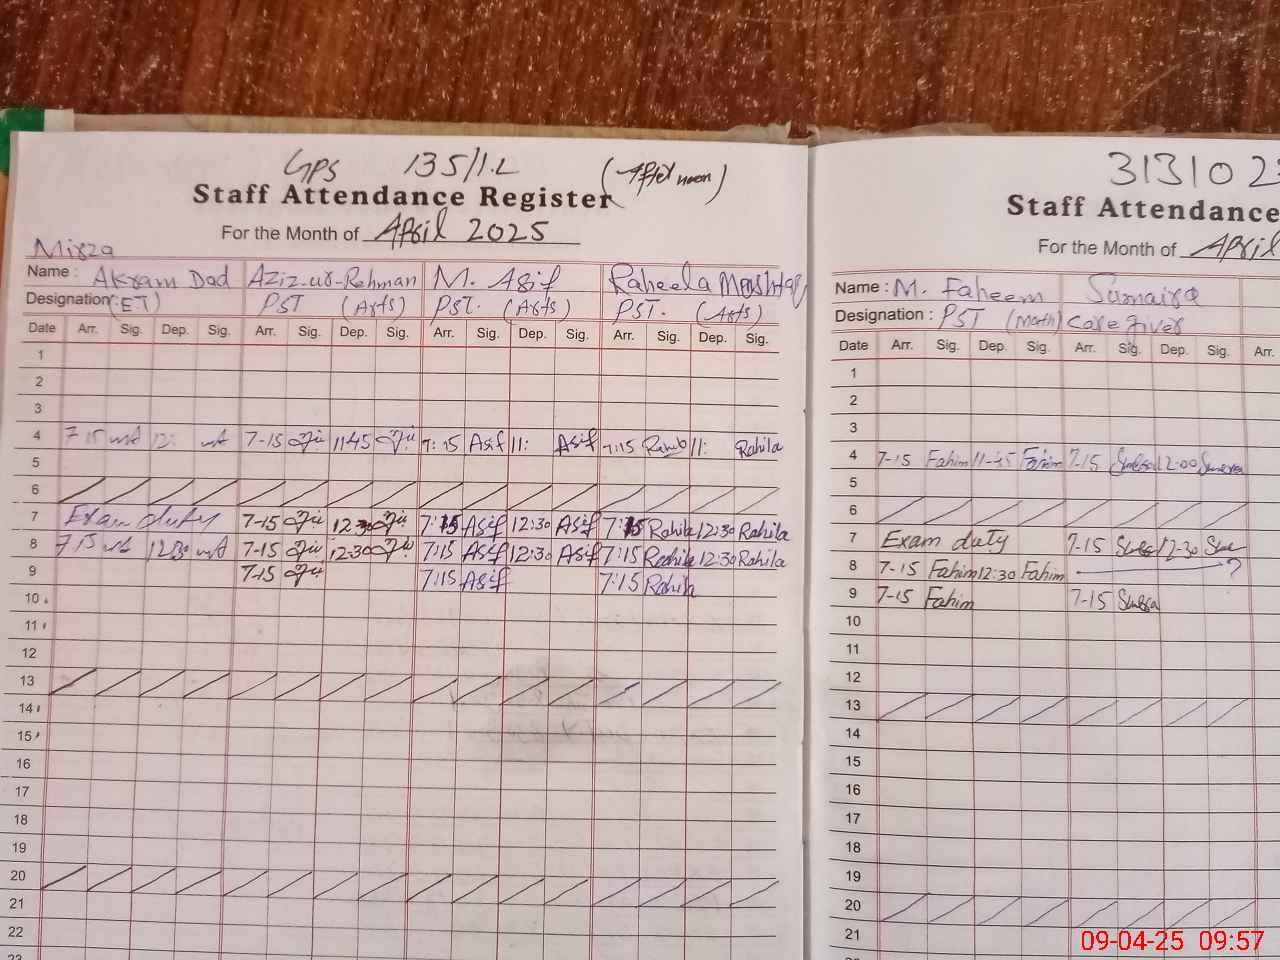 GPS 135/1.L (After noon)
Staff Attendance Register
For the Month of April 2025
Mirza
Name : Akram Dad Aziz-ur-Rehman M. Asif Raheela Mushtaq
Designation : (EST) PST (Arts) PST. (Arts) PST. (Arts)
Date Arr. Sig. Dep. Sig. Arr. Sig. Dep. Sig. Arr. Sig. Dep. Sig. Arr. Sig. Dep. Sig.
1
2
3
4 7 15 12: 7-15 11-45 7:15 Asif 11: Asif 7:15 11: Rahila
5
6
7 Exam duty 7-15 12-30 7:15 Asif 12:30 Asif 7:15 Rahila 12:30 Rahila
8 7 15 12:30 7-15 12-30 7:15 Asif 12:30 Asif 7:15 Rahila 12:30 Rahila
9 7-15 7:15 Asif 7:15 Rahila
10
11
12
13
14
15
16
17
18
19
20
21
22
23
31310 2
Staff Attendance
For the Month of April
Name : M. Faheem Sumaira
Designation : PST (Math) care giver
Date Arr. Sig. Dep. Sig. Arr. Sig. Dep. Sig. Arr.
1
2
3
4 7-15 Fahim 11-45 Fahim 7-15 12:00
5
6
7 Exam duty 7-15 12-30
8 7-15 Fahim 12:30 Fahim ?
9 7-15 Fahim 7-15
10
11
12
13
14
15
16
17
18
19
20
21
09-04-25 09:57